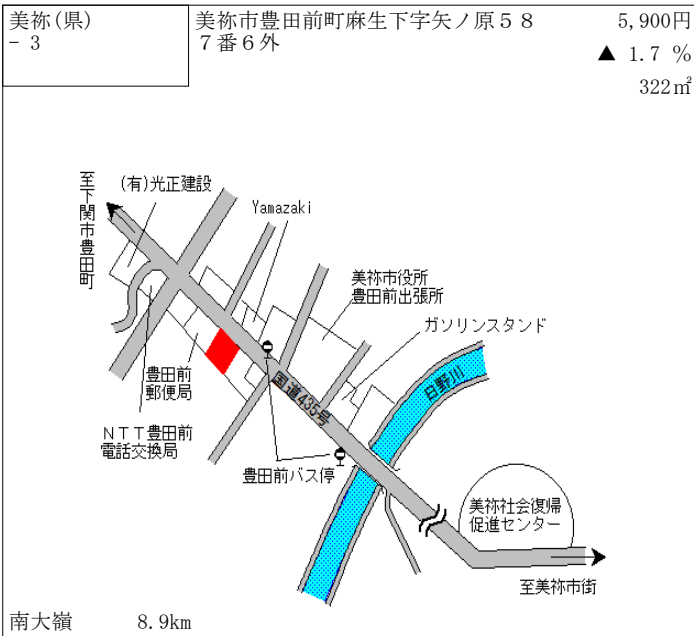 美祢(県)
－３
美祢市豊田前町麻生下字矢ノ原５８
７番６外
5,900円
▲ 1.7 %
322㎡
至下関市豊田町
(有)光正建設
Yamazaki
美祢市役所
豊田前出張所
ガソリンスタンド
日野川
国道435号
豊田前
郵便局
ＮＴＴ豊田前
電話交換局
豊田前バス停
美祢社会復帰
促進センター
至美祢市街
南大嶺 8.9km